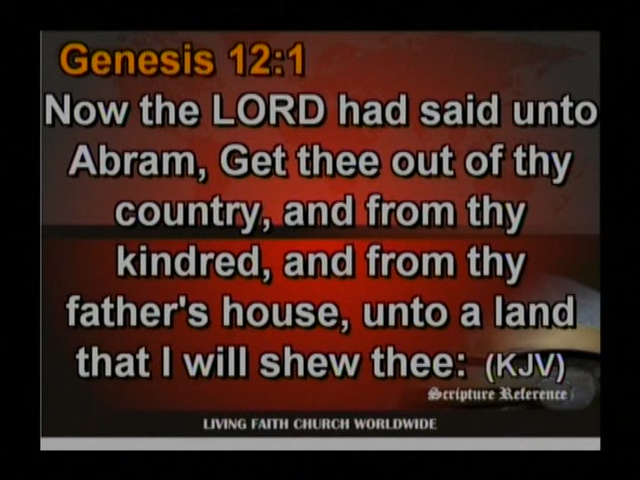 Genesis 12:1
Now the LORD had said unto
Abram, Get thee out of thy
country, and from thy
kindred, and from thy
father's house, unto a land
that I will shew thee: (KJV)
Scripture Reference
LIVING FAITH CHURCH WORLDWIDE